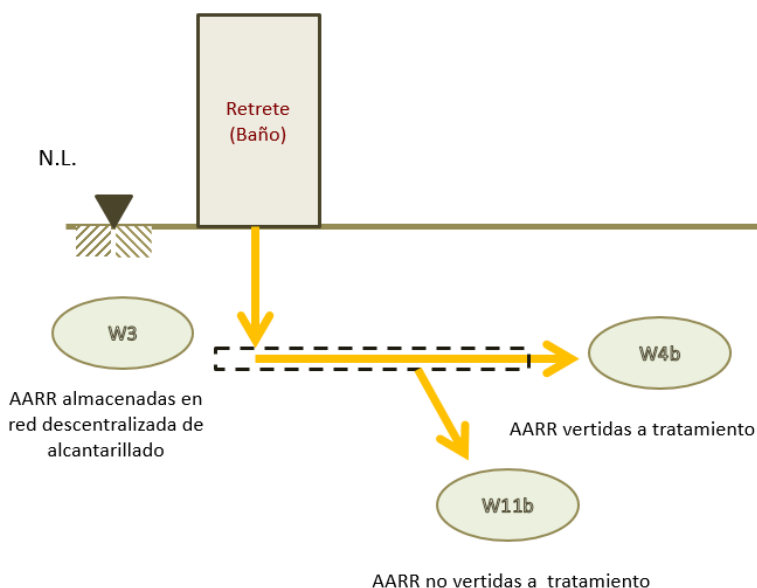 Retrete
(Baño)
N.L.
W3
W4b
AARR almacenadas en
red descentralizada de
alcantarillado
AARR vertidas a tratamiento
W11b
AARR no vertidas a tratamiento